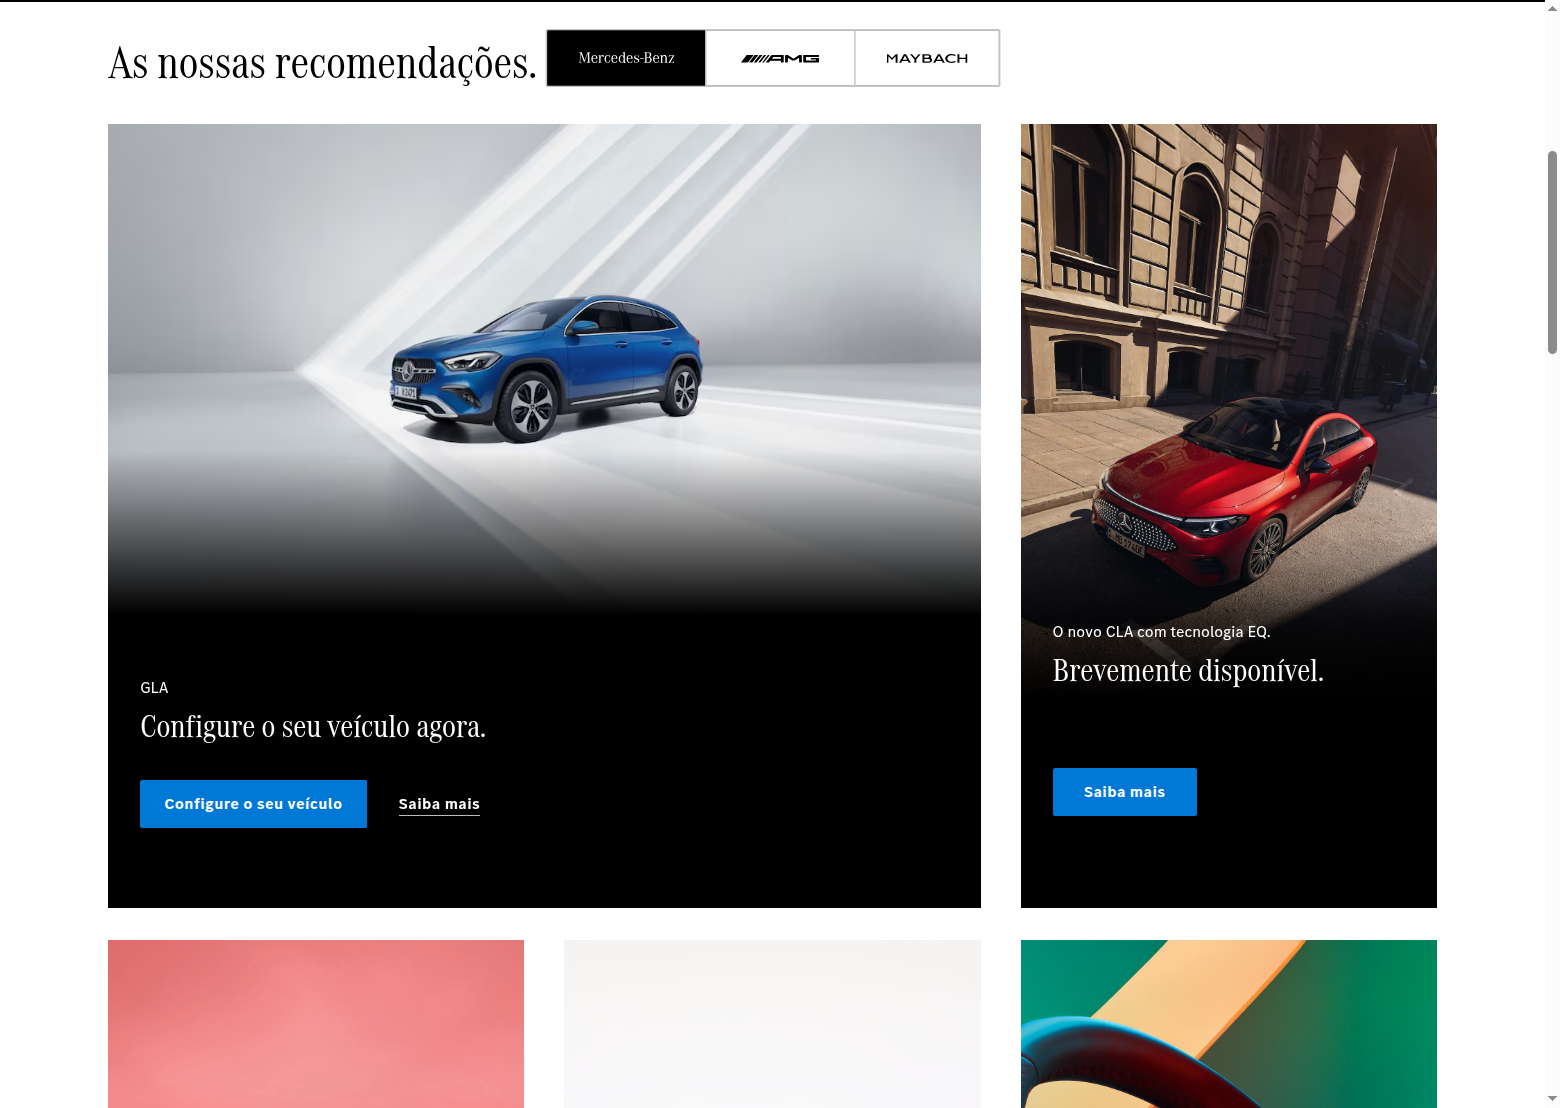 As nossas recomendações.
Mercedes-Benz
AMG
MAYBACH
GLA
Configure o seu veículo agora.
Configure o seu veículo
Saiba mais
O novo CLA com tecnologia EQ.
Brevemente disponível.
Saiba mais